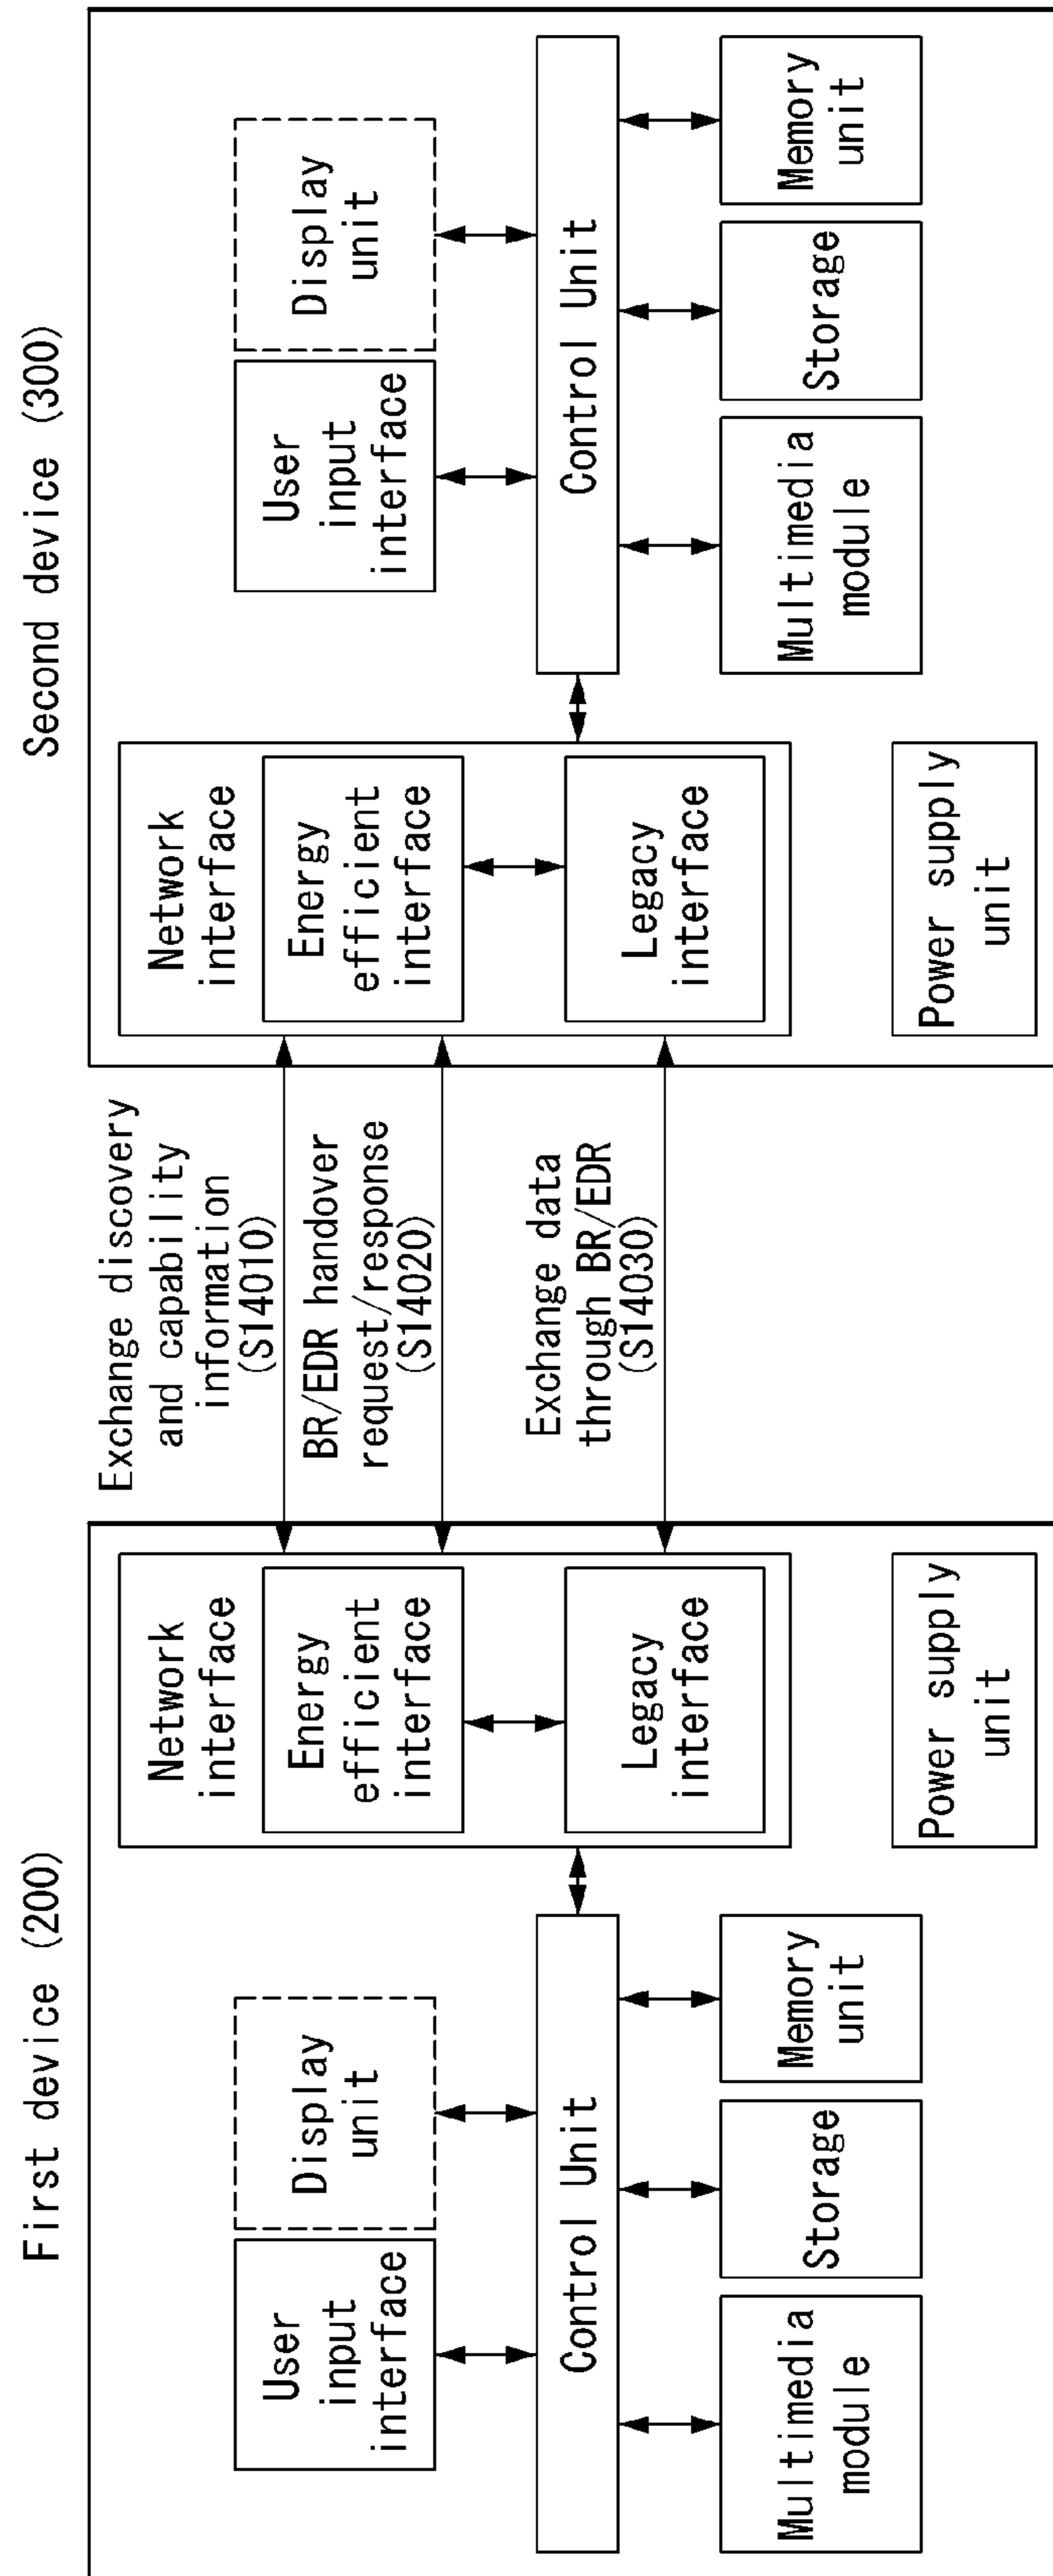 First device (200)
User
input
interface
Display
unit
Control Unit
Multimedia
module
Storage
Memory
unit
Network
interface
Energy
efficient
interface
Legacy
interface
Power supply
unit
Exchange discovery
and capability
information
(S14010)
BR/EDR handover
request/response
(S14020)
Exchange data
through BR/EDR
(S14030)
Second device (300)
Network
interface
Energy
efficient
interface
Legacy
interface
Power supply
unit
User
input
interface
Display
unit
Control Unit
Multimedia
module
Storage
Memory
unit